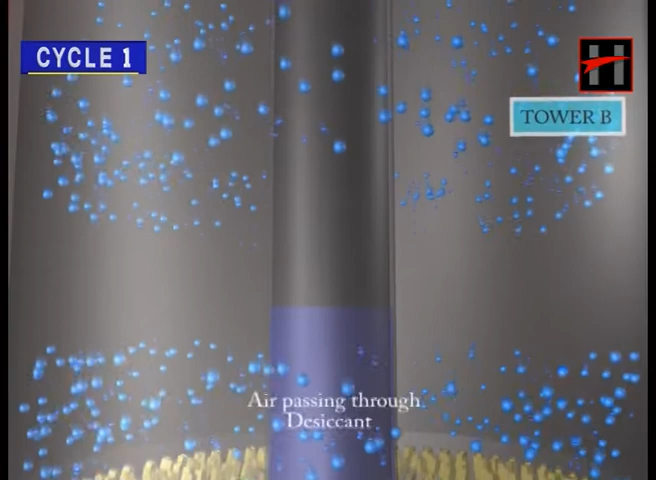 CYCLE 1
H
TOWER B
Air passing through
Desiccant